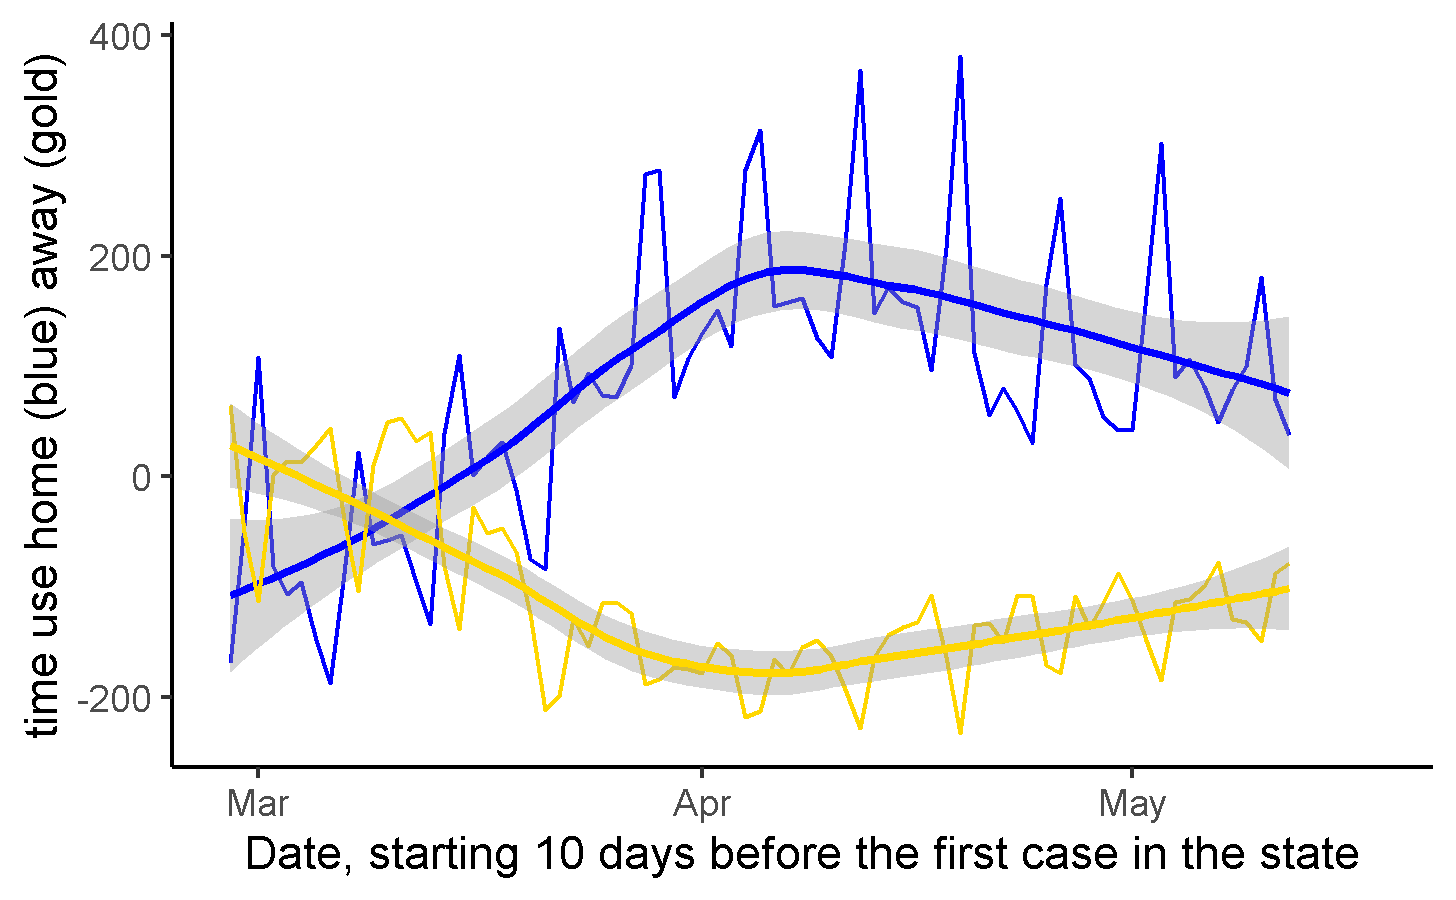 400
200
0
-200
time use home (blue) away (gold)
Mar
Apr
May
Date, starting 10 days before the first case in the state